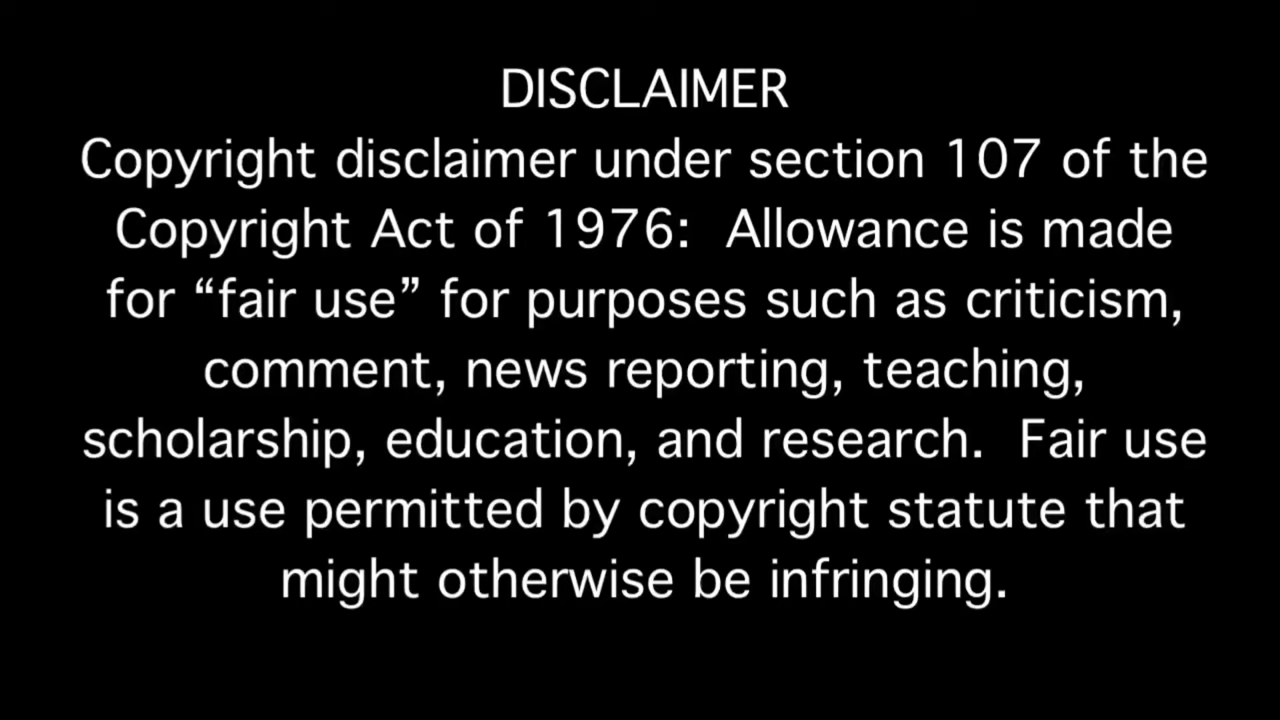 DISCLAIMER
Copyright disclaimer under section 107 of the
Copyright Act of 1976:  Allowance is made
for “fair use” for purposes such as criticism,
comment, news reporting, teaching,
scholarship, education, and research.  Fair use
is a use permitted by copyright statute that
might otherwise be infringing.